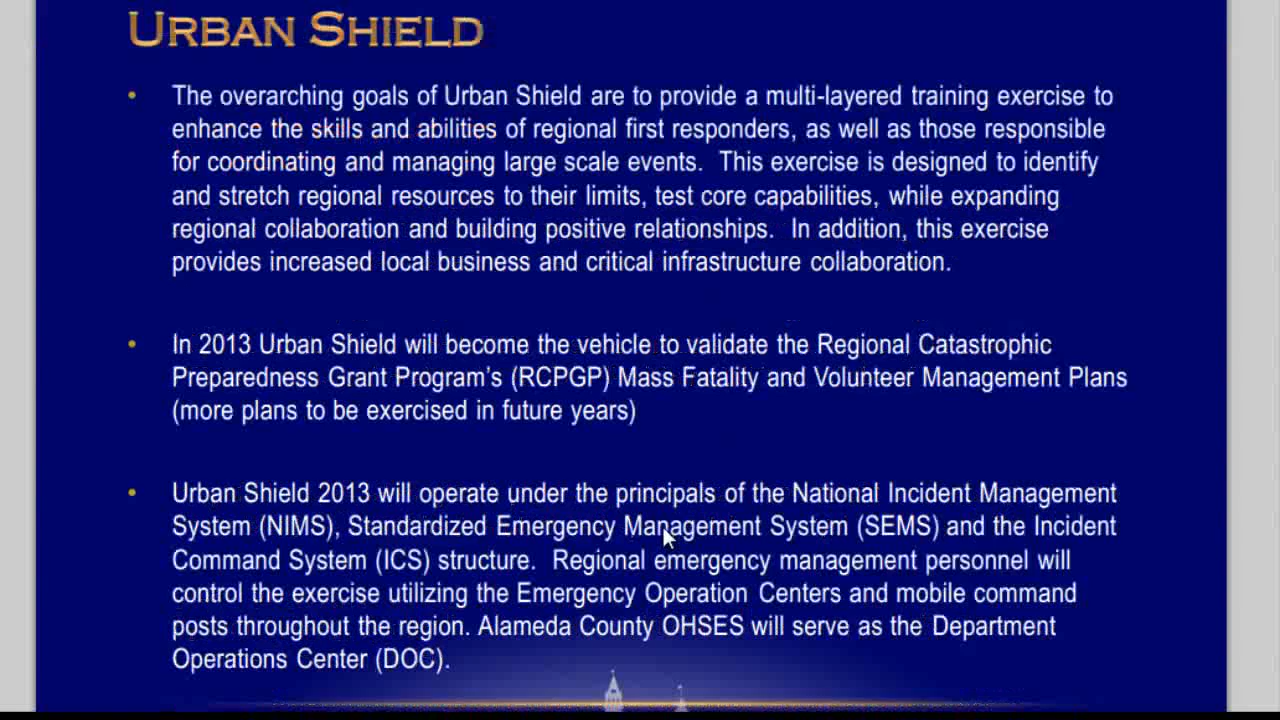 URBAN SHIELD
• The overarching goals of Urban Shield are to provide a multi-layered training exercise to
enhance the skills and abilities of regional first responders, as well as those responsible
for coordinating and managing large scale events. This exercise is designed to identify
and stretch regional resources to their limits, test core capabilities, while expanding
regional collaboration and building positive relationships. In addition, this exercise
provides increased local business and critical infrastructure collaboration.
• In 2013 Urban Shield will become the vehicle to validate the Regional Catastrophic
Preparedness Grant Program's (RCPGP) Mass Fatality and Volunteer Management Plans
(more plans to be exercised in future years)
• Urban Shield 2013 will operate under the principals of the National Incident Management
System (NIMS), Standardized Emergency Management System (SEMS) and the Incident
Command System (ICS) structure. Regional emergency management personnel will
control the exercise utilizing the Emergency Operation Centers and mobile command
posts throughout the region. Alameda County OHSES will serve as the Department
Operations Center (DOC).